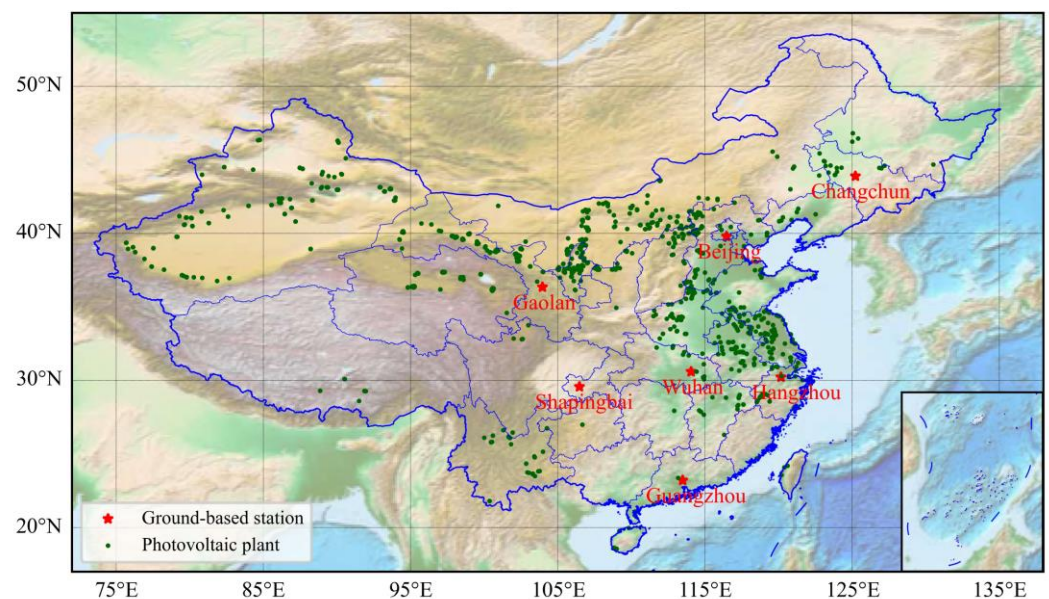 50°N
Changchun
40°N
Beijing
Gaolan
30°N
Wuhan
Hangzhou
Shapingbai
Guangzhou
Ground-based station
20°N
Photovoltaic plant
75°E 85°E 95°E 105°E 115°E 125°E 135°E